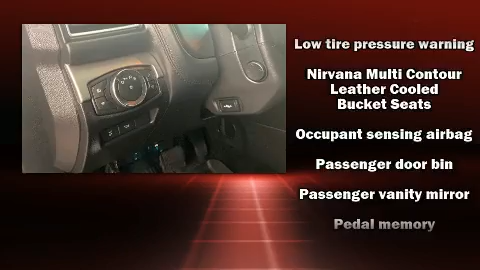 Low tire pressure warning
Nirvana Multi Contour
Leather Cooled
Bucket Seats
Occupant sensing airbag
Passenger door bin
Passenger vanity mirror
Pedal memory